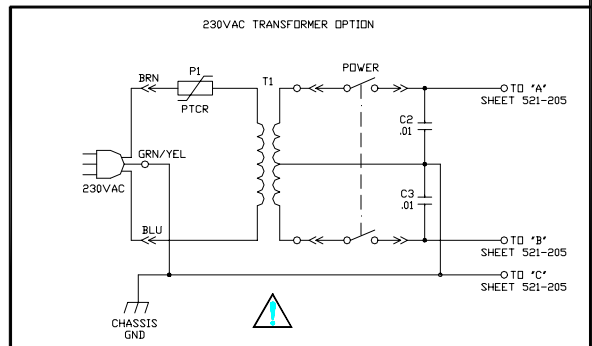 230VAC TRANSFORMER OPTION
P1
BRN
PTCR
T1
POWER
TO "A"
SHEET 521-205
C2
.01
GRN/YEL
230VAC
C3
.01
BLU
TO "B"
SHEET 521-205
TO "C"
SHEET 521-205
CHASSIS
GND
!